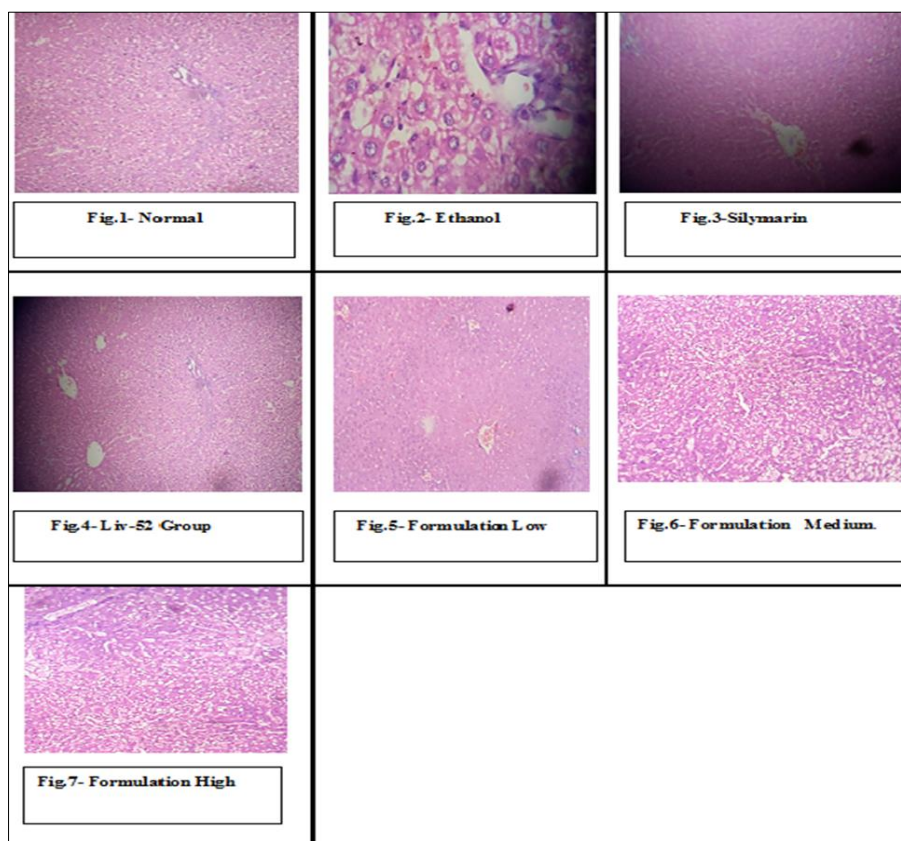 Fig.1- Normal
Fig.2- Ethanol
Fig.3-Silymarin
Fig.4- Liv-52 Group
Fig.5- Formulation Low
Fig.6- Formulation Medium.
Fig.7- Formulation High